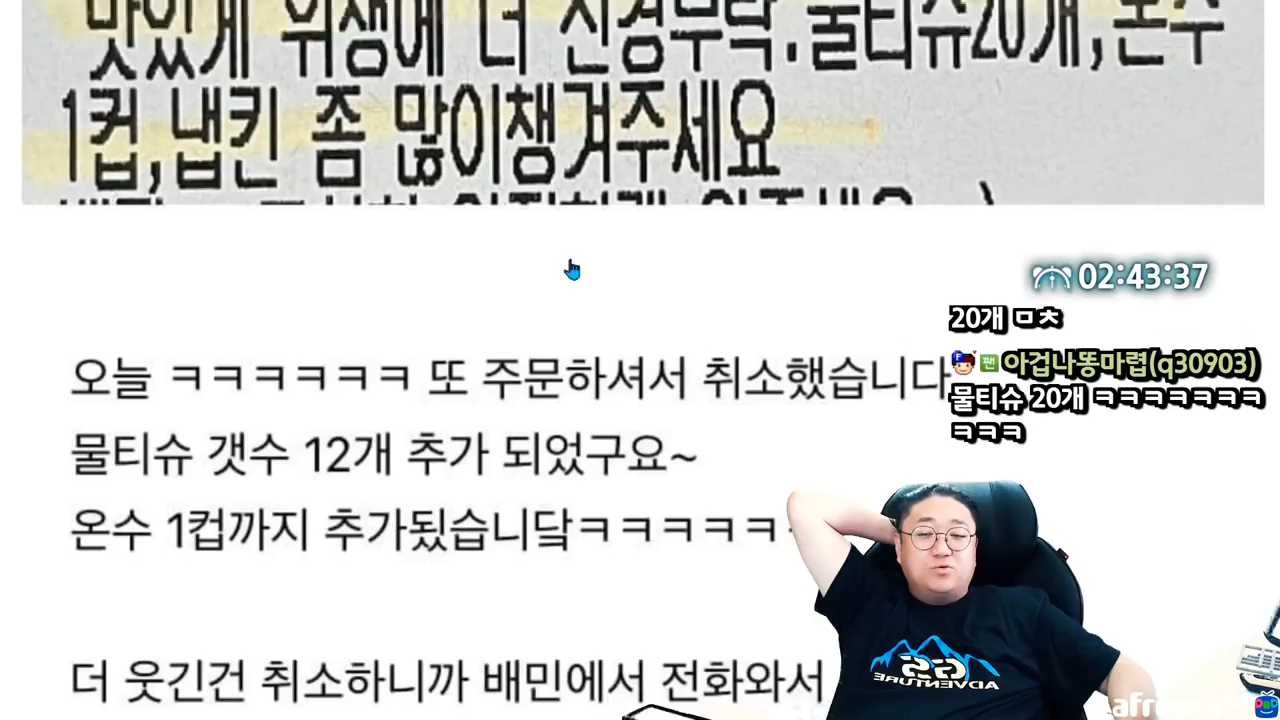 맛있게 위생에 더 신경부탁.물티슈20개,온수
1컵,냅킨 좀 많이챙겨주세요
02:43:37
20개 ㅁㅊ
팬 아겁나똥마렵(q30903)
물티슈 20개 ㅋㅋㅋㅋㅋㅋㅋ
ㅋㅋㅋ
오늘 ㅋㅋㅋㅋㅋㅋ 또 주문하셔서 취소했습니다
물티슈 갯수 12개 추가 되었구요~
온수 1컵까지 추가됬습니닼ㅋㅋㅋㅋㅋ
더 웃긴건 취소하니까 배민에서 전화와서
GS
ADVENTURE